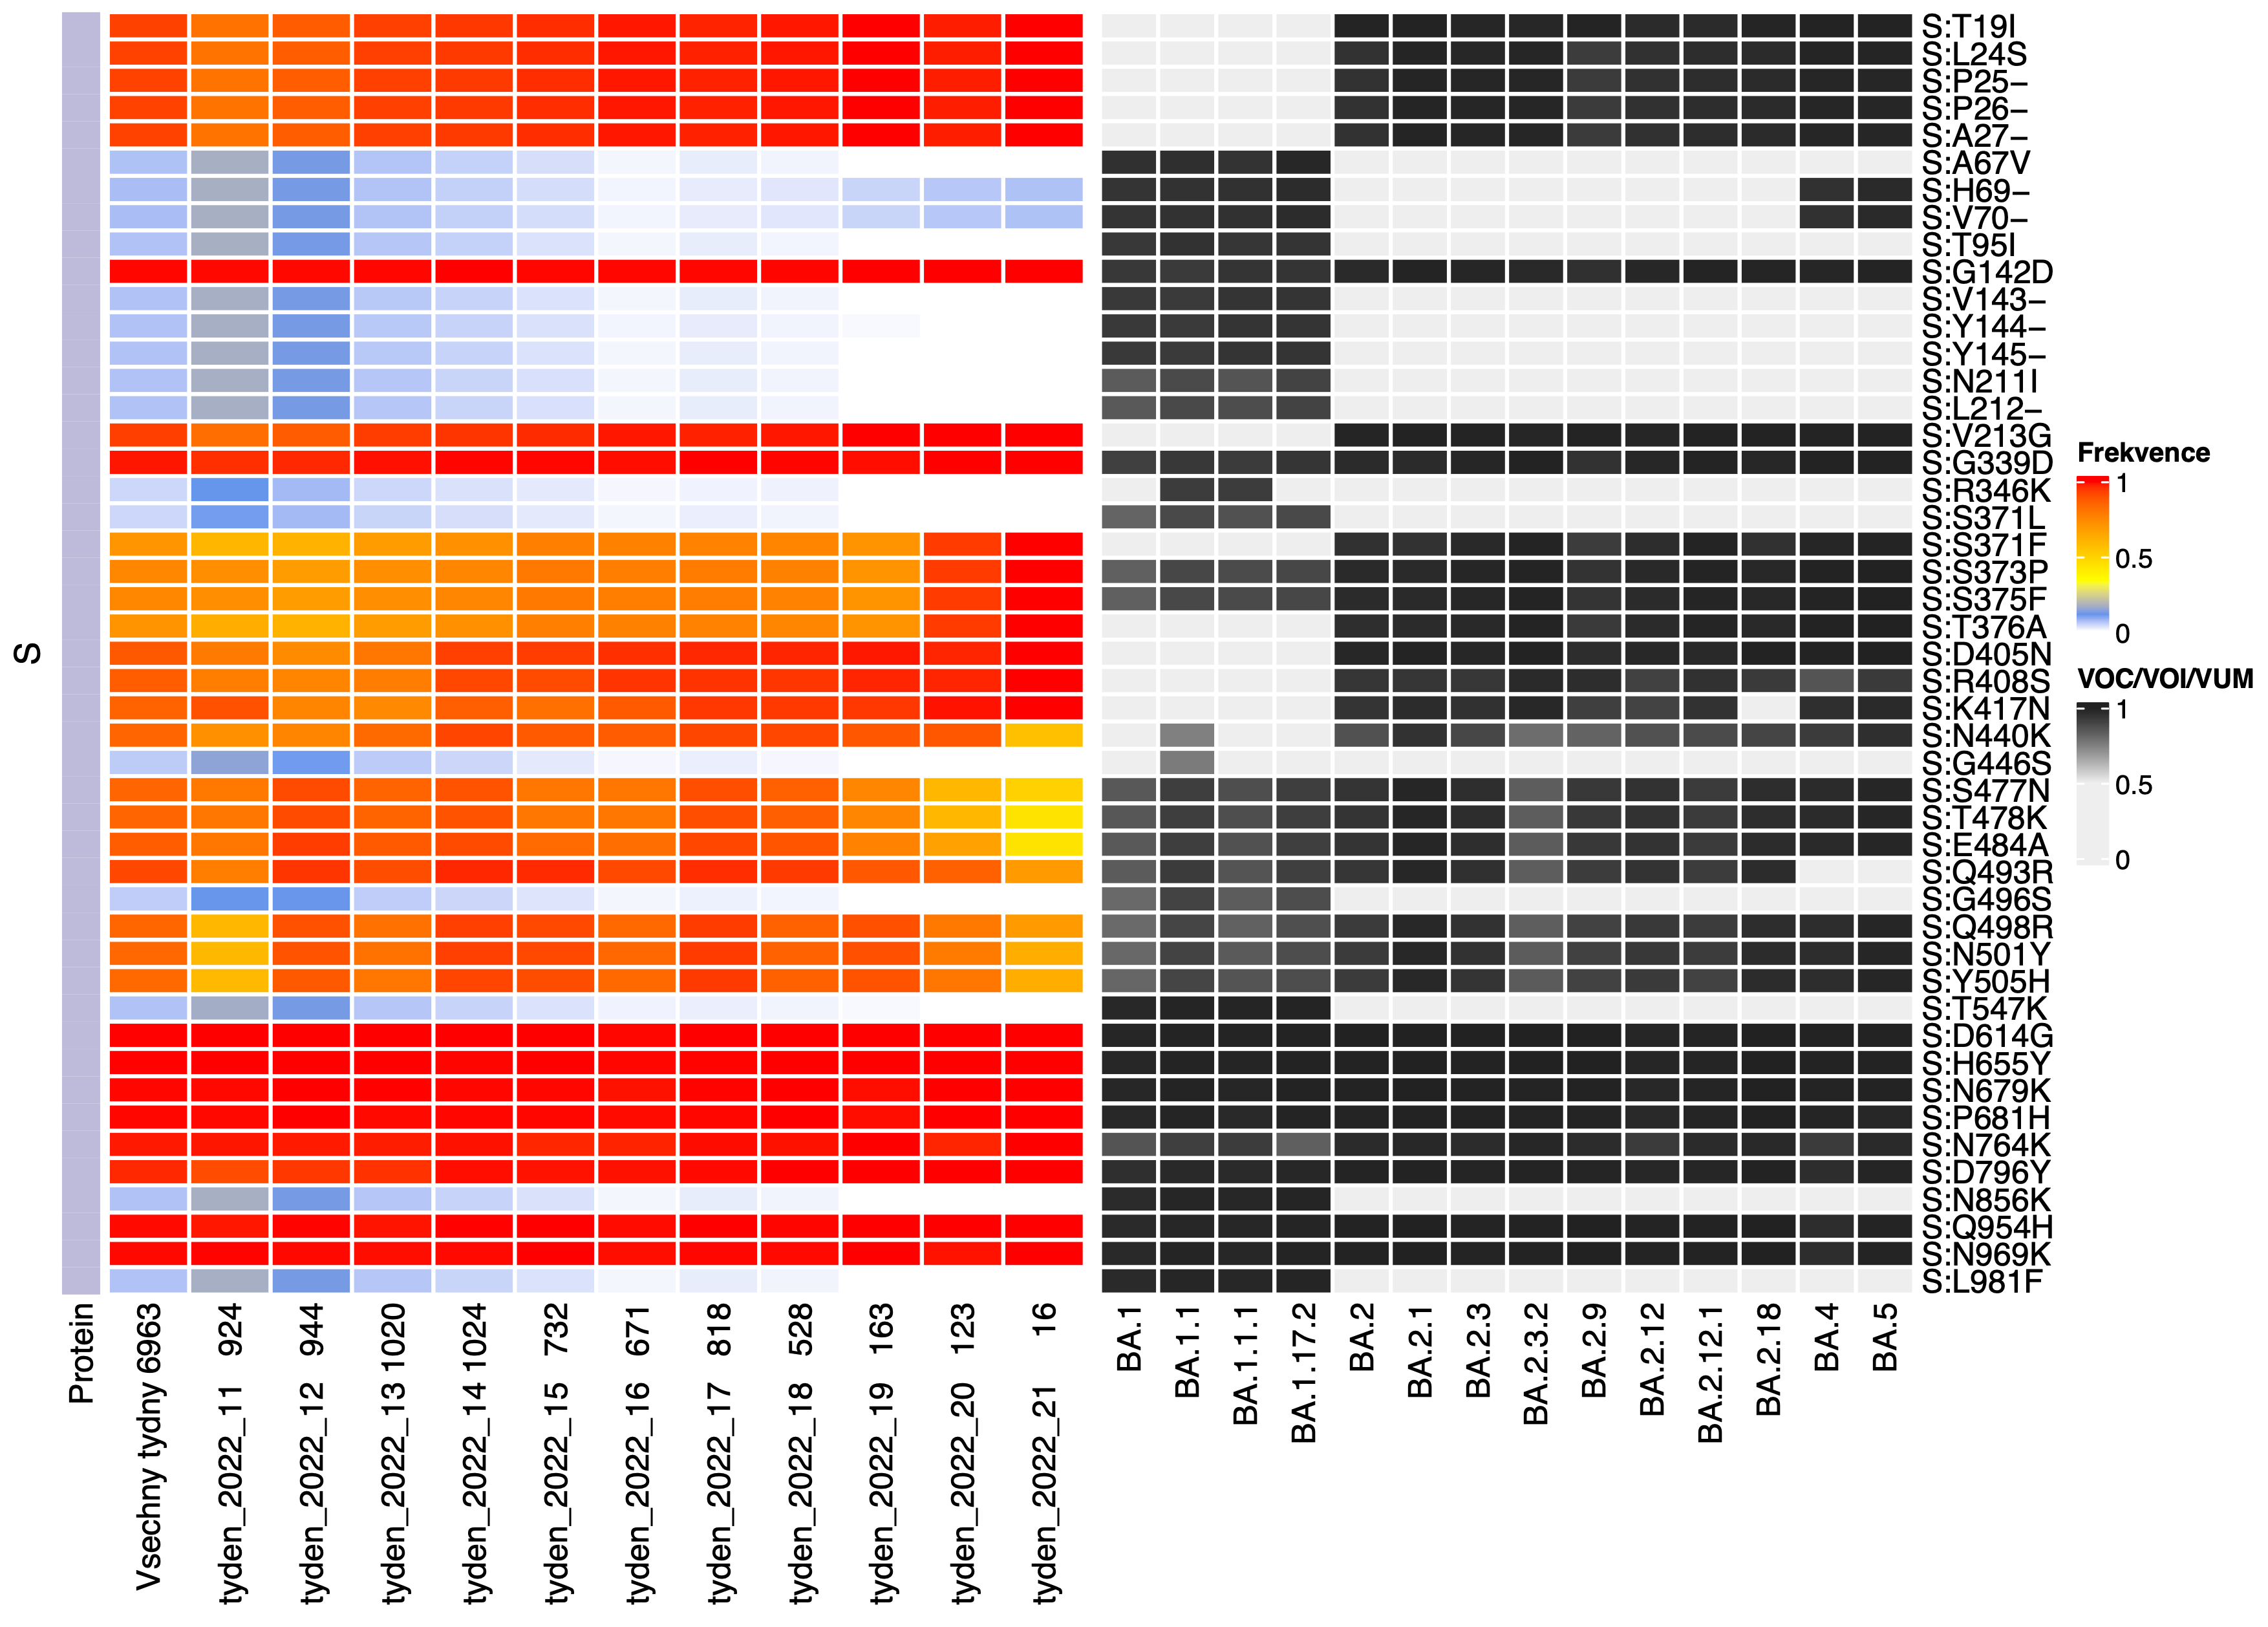 S:T19I
S:L24S
S:P25–
S:P26–
S:A27–
S:A67V
S:H69–
S:V70–
S:T95I
S:G142D
S:V143–
S:Y144–
S:Y145–
S:N211I
S:L212–
S:V213G
S:G339D
S:R346K
S:S371L
S:S371F
S:S373P
S:S375F
S:T376A
S:D405N
S:R408S
S:K417N
S:N440K
S:G446S
S:S477N
S:T478K
S:E484A
S:Q493R
S:G496S
S:Q498R
S:N501Y
S:Y505H
S:T547K
S:D614G
S:H655Y
S:N679K
S:P681H
S:N764K
S:D796Y
S:N856K
S:Q954H
S:N969K
S:L981F
S
Frekvence
1
0.5
0
VOC/VOI/VUM
1
0.5
0
Protein
Vsechny tydny 6963
tyden_2022_11 924
tyden_2022_12 944
tyden_2022_13 1020
tyden_2022_14 1024
tyden_2022_15 732
tyden_2022_16 671
tyden_2022_17 818
tyden_2022_18 528
tyden_2022_19 163
tyden_2022_20 123
tyden_2022_21 16
BA.1
BA.1.1
BA.1.1.1
BA.1.17.2
BA.2
BA.2.1
BA.2.3
BA.2.3.2
BA.2.9
BA.2.12
BA.2.12.1
BA.2.18
BA.4
BA.5